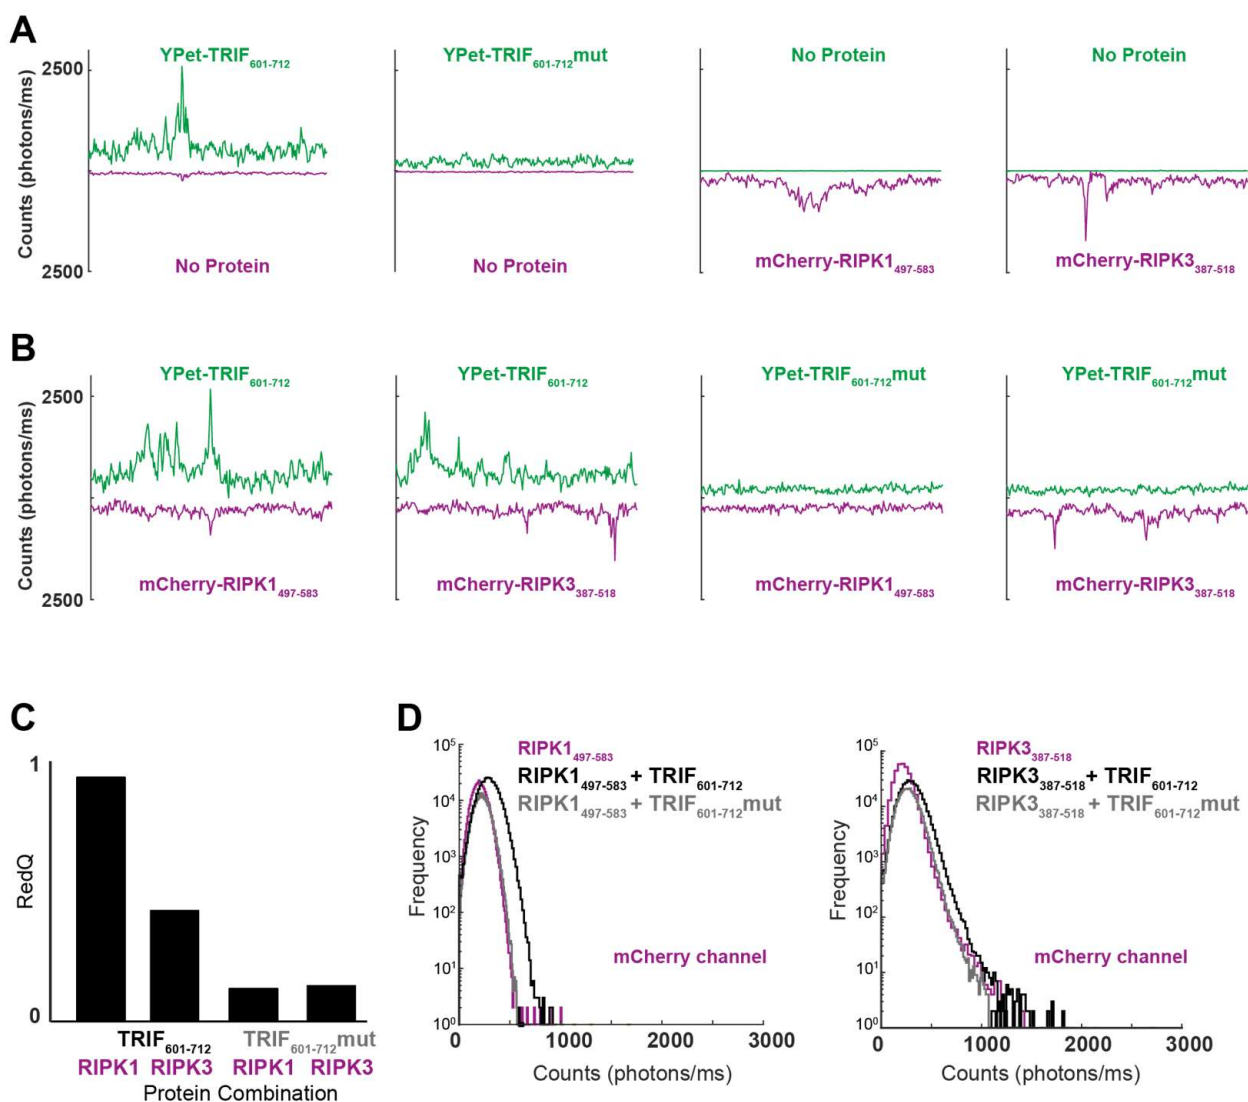 A
YPet-TRIF601-712
YPet-TRIF601-712mut
No Protein
No Protein
2500
Counts (photons/ms)
2500
No Protein
No Protein
mCherry-RIPK1497-583
mCherry-RIPK3387-518
B
YPet-TRIF601-712
YPet-TRIF601-712
YPet-TRIF601-712mut
YPet-TRIF601-712mut
2500
Counts (photons/ms)
2500
mCherry-RIPK1497-583
mCherry-RIPK3387-518
mCherry-RIPK1497-583
mCherry-RIPK3387-518
C
1
RedQ
0
TRIF601-712
TRIF601-712mut
RIPK1 RIPK3 RIPK1 RIPK3
Protein Combination
D
RIPK1497-583
RIPK1497-583 + TRIF601-712
RIPK1497-583 + TRIF601-712mut
10^5
10^4
10^3
10^2
10^1
10^0
Frequency
mCherry channel
0 1000 2000 3000
Counts (photons/ms)
RIPK3387-518
RIPK3387-518+ TRIF601-712
RIPK3387-518 + TRIF601-712mut
10^5
10^4
10^3
10^2
10^1
10^0
Frequency
mCherry channel
0 1000 2000 3000
Counts (photons/ms)